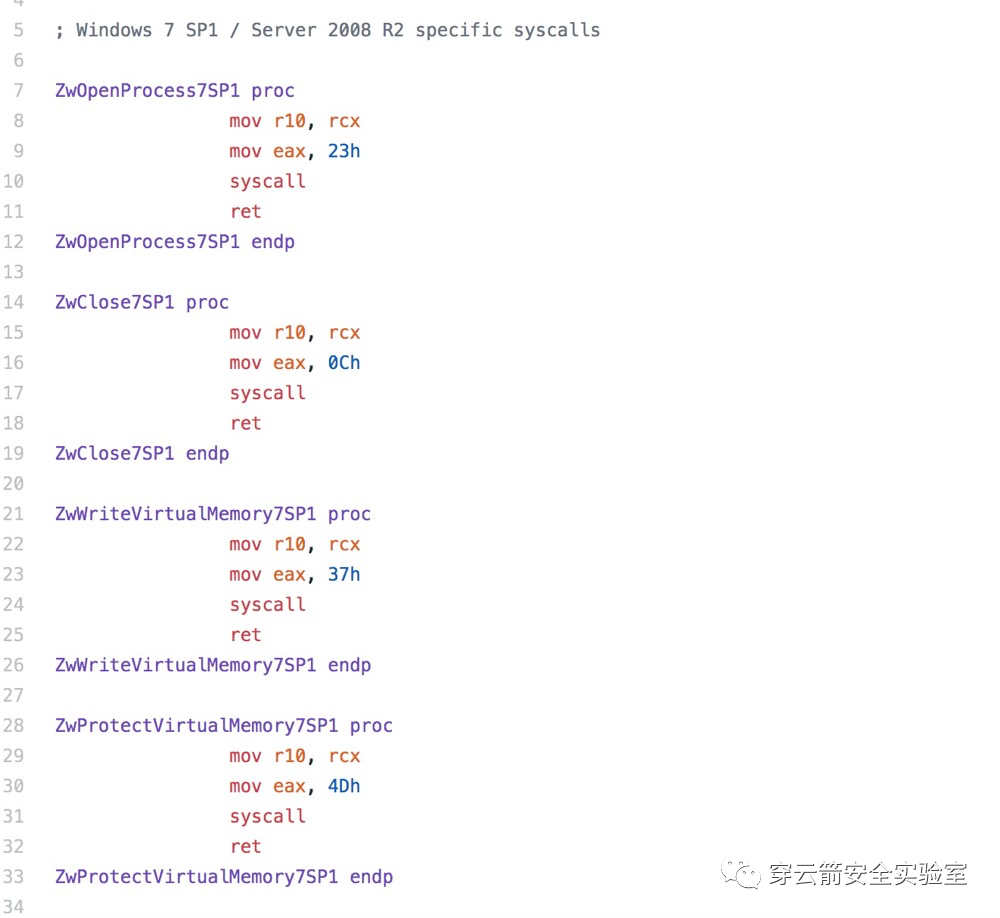 4
5 ; Windows 7 SP1 / Server 2008 R2 specific syscalls
6
7 ZwOpenProcess7SP1 proc
8 mov r10, rcx
9 mov eax, 23h
10 syscall
11 ret
12 ZwOpenProcess7SP1 endp
13
14 ZwClose7SP1 proc
15 mov r10, rcx
16 mov eax, 0Ch
17 syscall
18 ret
19 ZwClose7SP1 endp
20
21 ZwWriteVirtualMemory7SP1 proc
22 mov r10, rcx
23 mov eax, 37h
24 syscall
25 ret
26 ZwWriteVirtualMemory7SP1 endp
27
28 ZwProtectVirtualMemory7SP1 proc
29 mov r10, rcx
30 mov eax, 4Dh
31 syscall
32 ret
33 ZwProtectVirtualMemory7SP1 endp
34
穿云箭安全实验室